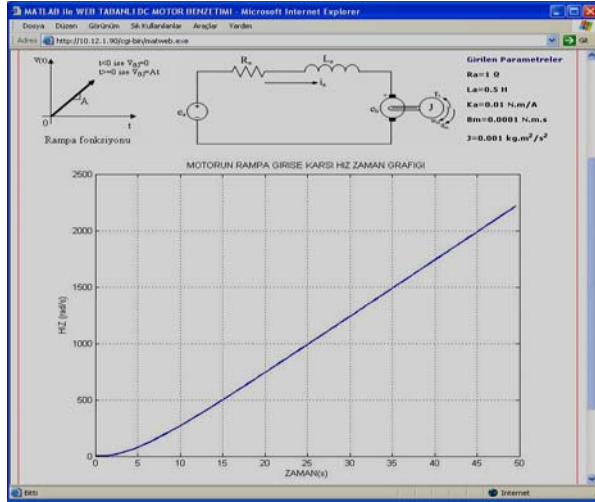 MATLAB ile WEB TABANLI DC MOTOR BENZETIMI - Microsoft Internet Explorer
Dosya Düzen Görünüm Sık Kullanılanlar Araçlar Yardım
Adres http://10.12.1.90/cgi-bin/matweb.exe Git
V(t)
A
0
t
t<0 ise
t>=0 ise
Rampa fonksiyonu
Ra
La
ia
J
Girilen Parametreler
Ra=1 Ω
La=0.5 H
Ka=0.01 N.m/A
Bm=0.0001 N.m.s
J=0.001 kg.m²/s²
MOTORUN RAMPA GIRISE KARSI HIZ ZAMAN GRAFIGI
2500
2000
1500
1000
500
0
HIZ (rad/s)
0 5 10 15 20 25 30 35 40 45 50
ZAMAN(s)
Bitti Internet